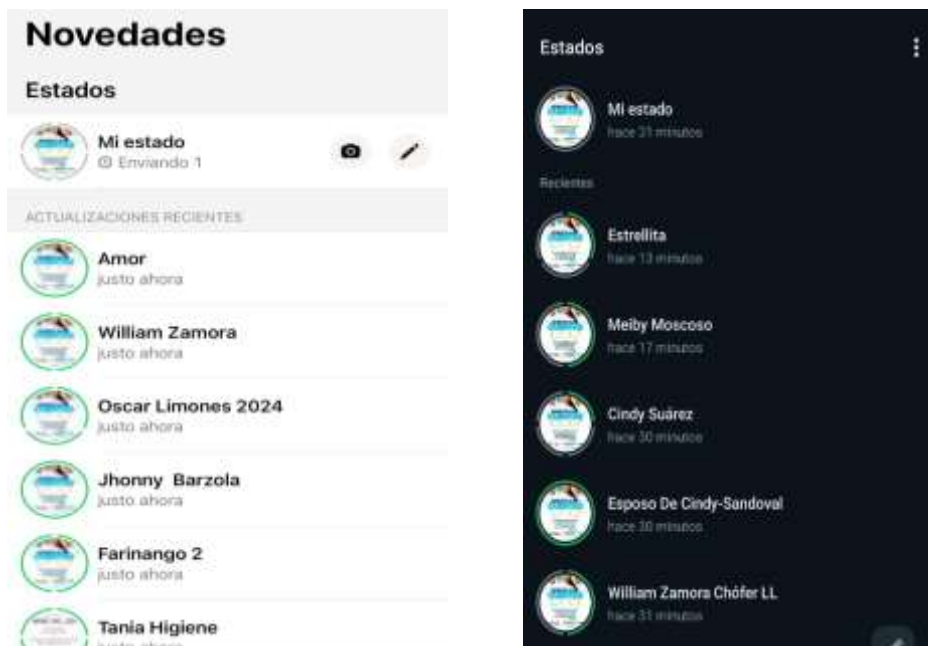 Novedades
Estados
Mi estado
Enviando 1
ACTUALIZACIONES RECIENTES
Amor
justo ahora
William Zamora
justo ahora
Oscar Limones 2024
justo ahora
Jhonny Barzola
justo ahora
Farinango 2
justo ahora
Tania Higiene
justo ahora
Estados
Mi estado
hace 31 minutos
Recientes
Estrellita
hace 13 minutos
Meiby Moscoso
hace 17 minutos
Cindy Suárez
hace 30 minutos
Esposo De Cindy-Sandoval
hace 30 minutos
William Zamora Chófer LL
hace 31 minutos